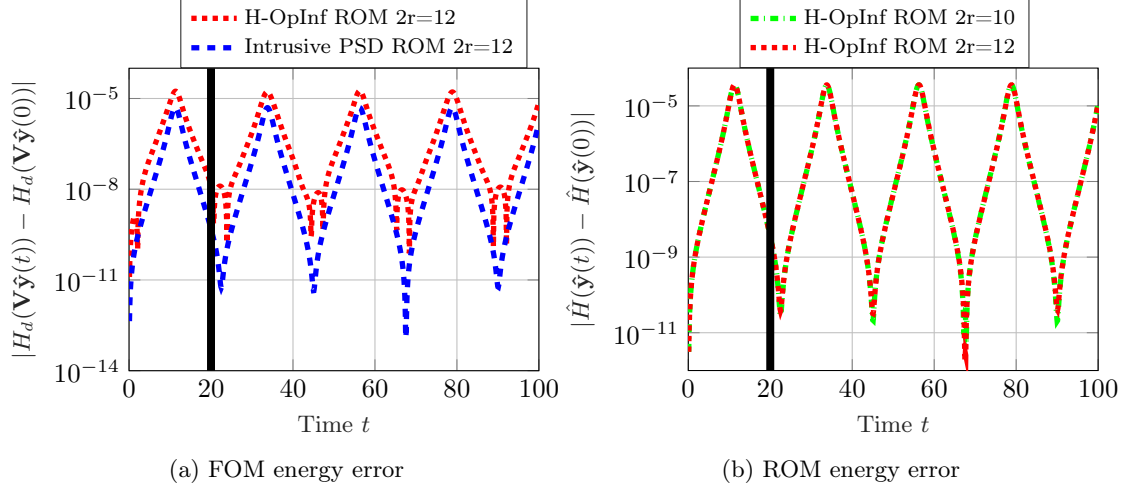 H-OpInf ROM 2r=12
Intrusive PSD ROM 2r=12
10^{-5}
10^{-8}
10^{-11}
10^{-14}
0 20 40 60 80 100
Time t
|H_d(Vŷ(t)) − H_d(Vŷ(0))|
(a) FOM energy error
H-OpInf ROM 2r=10
H-OpInf ROM 2r=12
10^{-5}
10^{-7}
10^{-9}
10^{-11}
0 20 40 60 80 100
Time t
|Ĥ(ŷ(t)) − Ĥ(ŷ(0))|
(b) ROM energy error